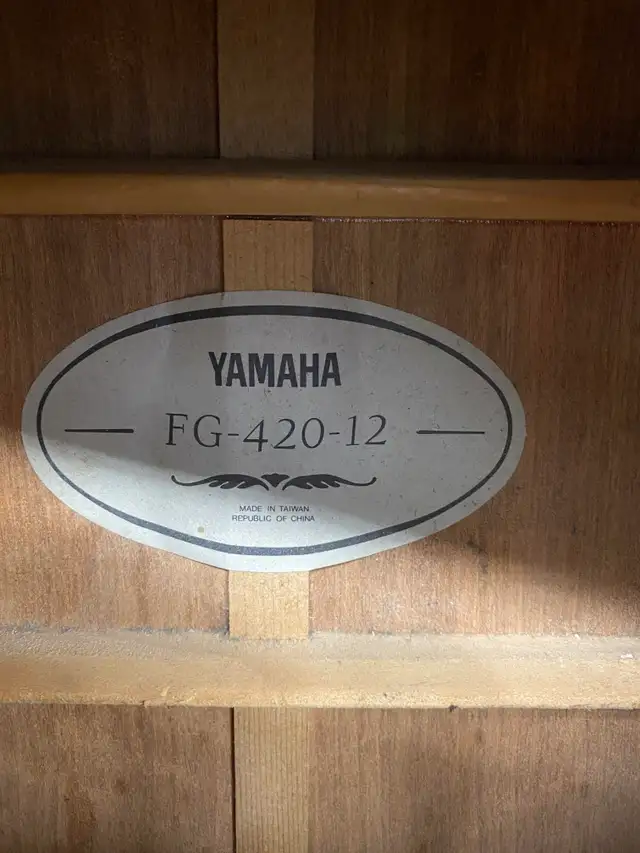 YAMAHA
FG-420-12
MADE IN TAIWAN
REPUBLIC OF CHINA